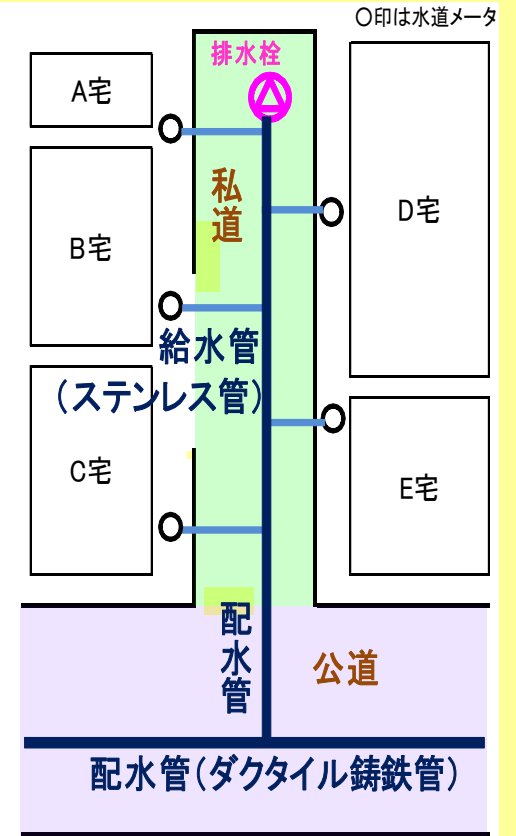 〇印は水道メータ
排水栓
A宅
私道
D宅
B宅
給水管
(ステンレス管)
C宅
E宅
配水管
公道
配水管(ダクタイル鋳鉄管)